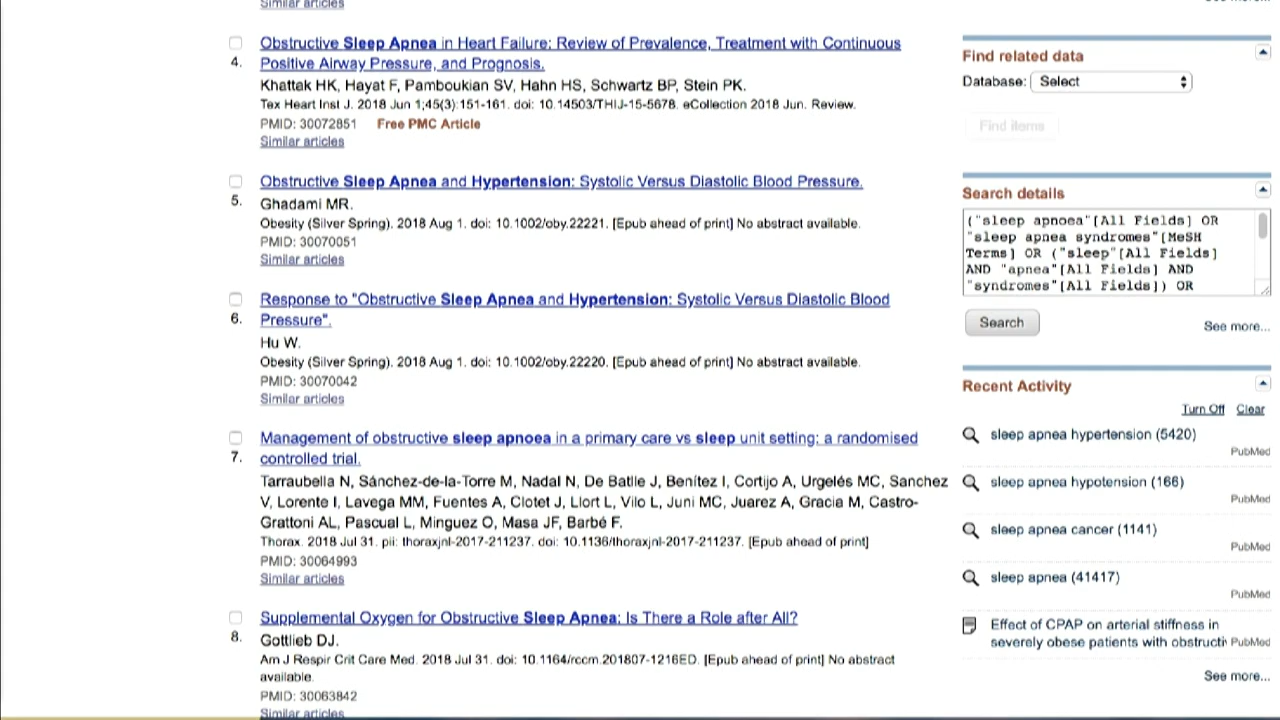 Similar articles
4. Obstructive Sleep Apnea in Heart Failure: Review of Prevalence, Treatment with Continuous
Positive Airway Pressure, and Prognosis.
Khattak HK, Hayat F, Pamboukian SV, Hahn HS, Schwartz BP, Stein PK.
Tex Heart Inst J. 2018 Jun 1;45(3):151-161. doi: 10.14503/THIJ-15-5678. eCollection 2018 Jun. Review.
PMID: 30072851 Free PMC Article
Similar articles
5. Obstructive Sleep Apnea and Hypertension: Systolic Versus Diastolic Blood Pressure.
Ghadami MR.
Obesity (Silver Spring). 2018 Aug 1. doi: 10.1002/oby.22221. [Epub ahead of print] No abstract available.
PMID: 30070051
Similar articles
6. Response to "Obstructive Sleep Apnea and Hypertension: Systolic Versus Diastolic Blood
Pressure".
Hu W.
Obesity (Silver Spring). 2018 Aug 1. doi: 10.1002/oby.22220. [Epub ahead of print] No abstract available.
PMID: 30070042
Similar articles
7. Management of obstructive sleep apnoea in a primary care vs sleep unit setting: a randomised
controlled trial.
Tarraubella N, Sánchez-de-la-Torre M, Nadal N, De Batlle J, Benítez I, Cortijo A, Urgelés MC, Sanchez
V, Lorente I, Lavega MM, Fuentes A, Clotet J, Llort L, Vilo L, Juni MC, Juarez A, Gracia M, Castro-
Grattoni AL, Pascual L, Minguez O, Masa JF, Barbé F.
Thorax. 2018 Jul 31. pii: thoraxjnl-2017-211237. doi: 10.1136/thoraxjnl-2017-211237. [Epub ahead of print]
PMID: 30064993
Similar articles
8. Supplemental Oxygen for Obstructive Sleep Apnea: Is There a Role after All?
Gottlieb DJ.
Am J Respir Crit Care Med. 2018 Jul 31. doi: 10.1164/rccm.201807-1216ED. [Epub ahead of print] No abstract
available.
PMID: 30063842
Similar articles
See more...
Find related data
Database: Select
Find items
Search details
("sleep apnoea"[All Fields] OR
"sleep apnea syndromes"[MeSH
Terms] OR ("sleep"[All Fields]
AND "apnea"[All Fields] AND
"syndromes"[All Fields]) OR
Search See more...
Recent Activity
Turn Off Clear
sleep apnea hypertension (5420)
PubMed
sleep apnea hypotension (166)
PubMed
sleep apnea cancer (1141)
PubMed
sleep apnea (41417)
PubMed
Effect of CPAP on arterial stiffness in
severely obese patients with obstructi PubMed
See more...